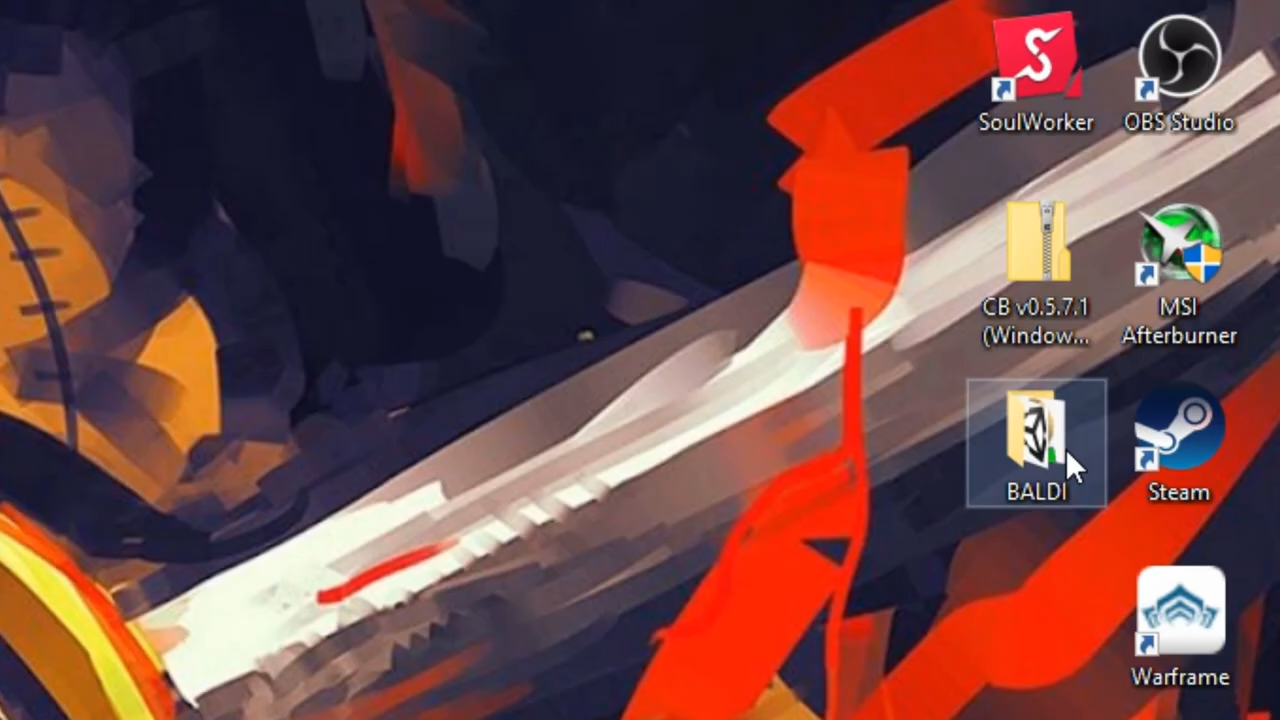 SoulWorker
OBS Studio
CB v0.5.7.1
(Window...
MSI
Afterburner
BALDI
Steam
Warframe